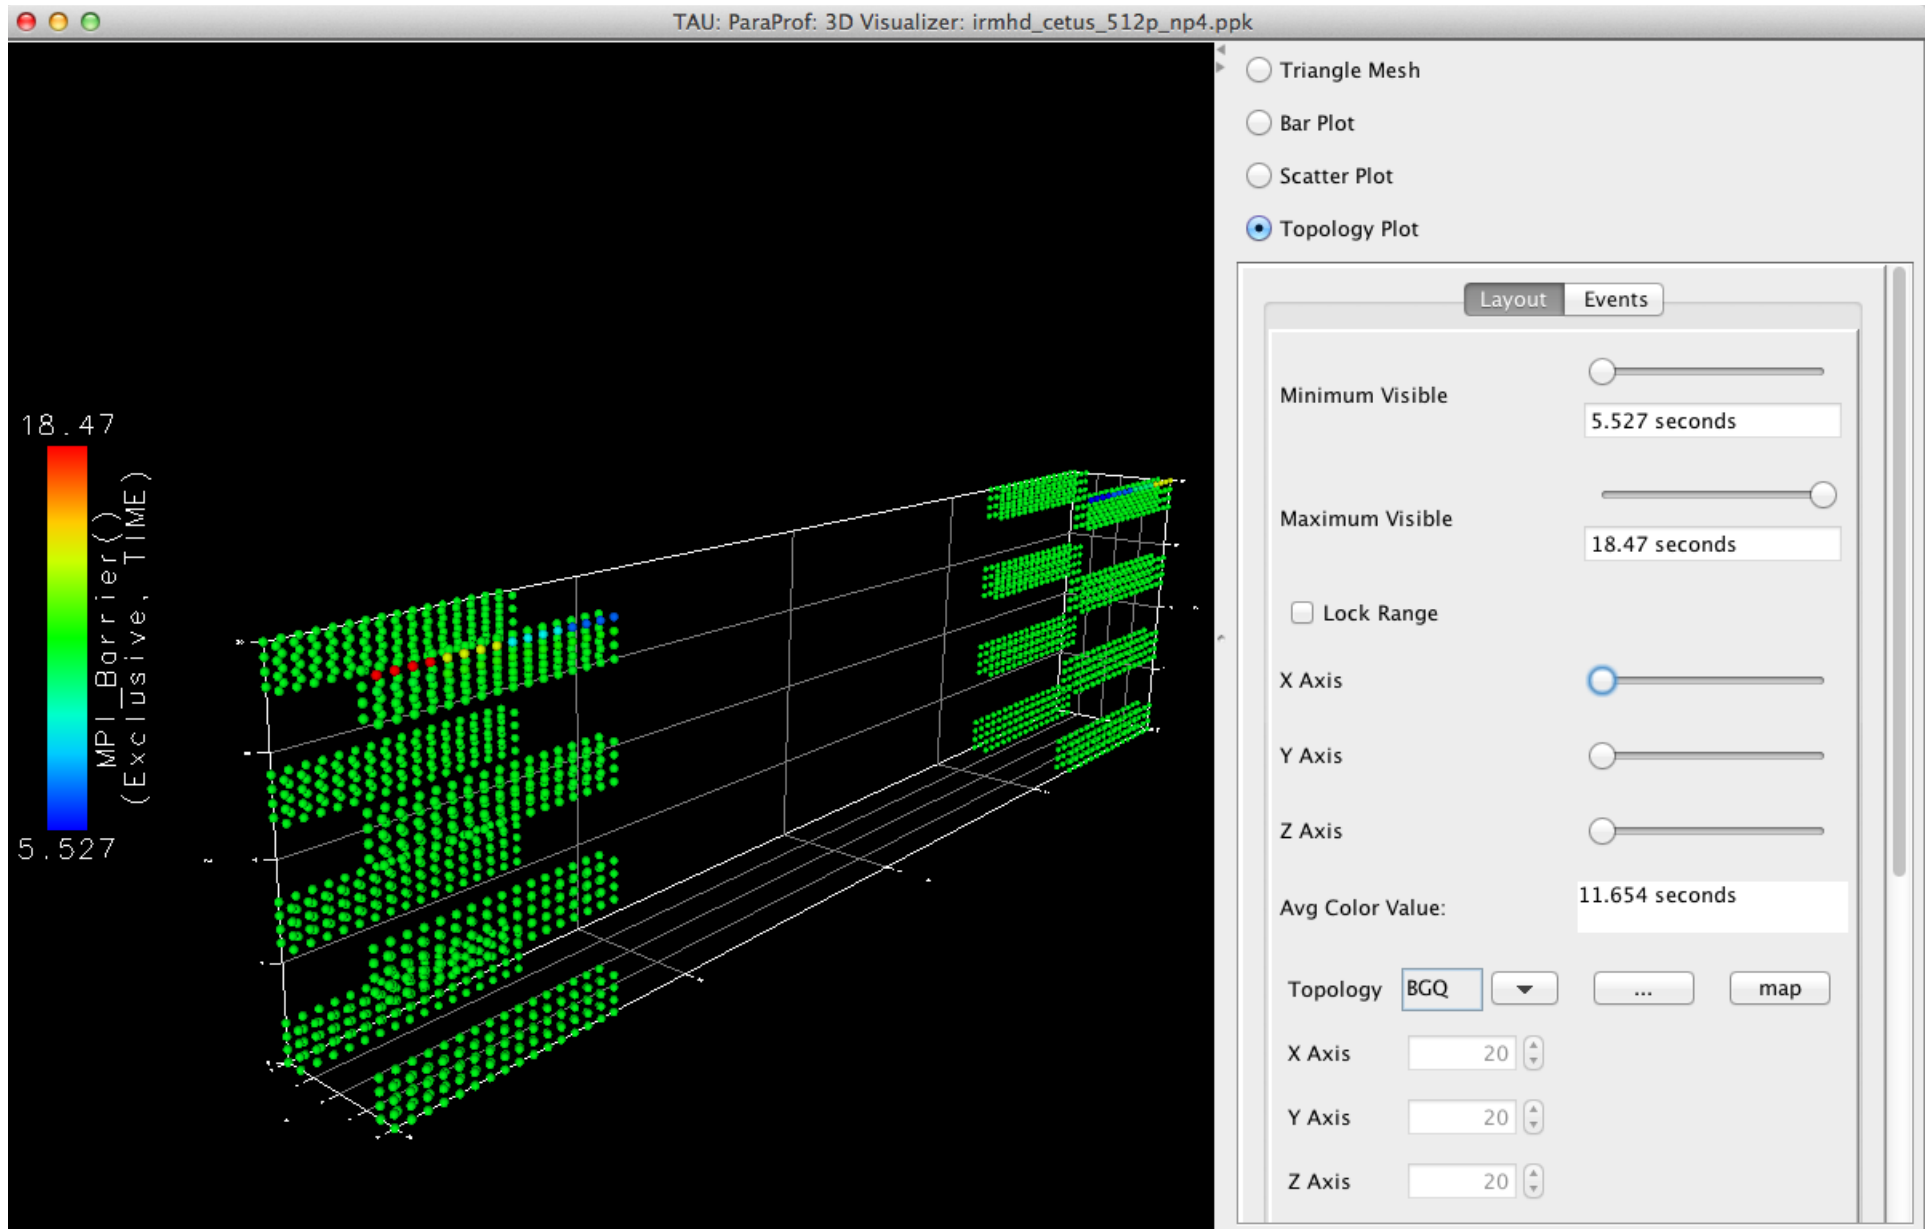 TAU: ParaProf: 3D Visualizer: irmhd_cetus_512p_np4.ppk
18.47
MPI_Barrier()
(Exclusive, TIME)
5.527
Triangle Mesh
Bar Plot
Scatter Plot
Topology Plot
Layout Events
Minimum Visible
5.527 seconds
Maximum Visible
18.47 seconds
Lock Range
X Axis
Y Axis
Z Axis
Avg Color Value: 11.654 seconds
Topology BGQ ... map
X Axis 20
Y Axis 20
Z Axis 20